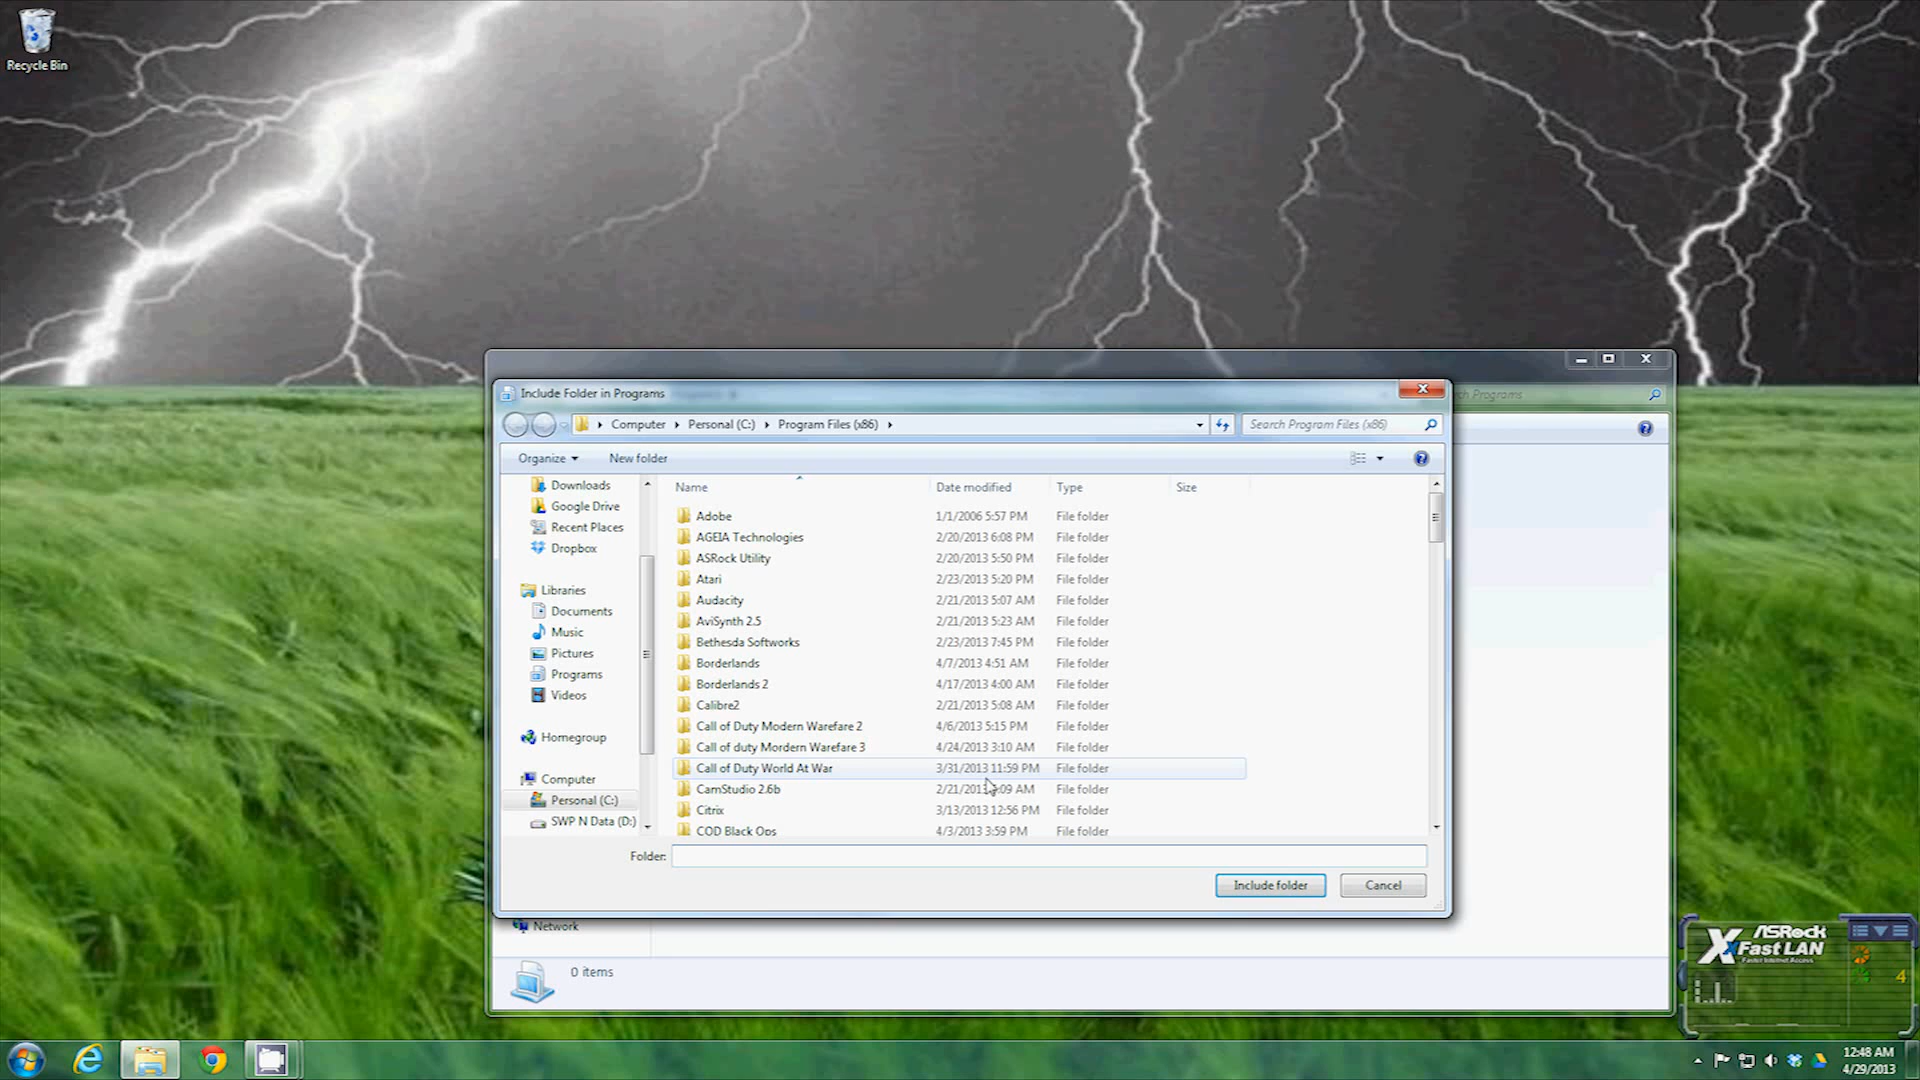 Recycle Bin
Include Folder in Programs
Programs
Computer Personal (C:) Program Files (x86)
Search Program Files (x86)
Organize New folder
Name Date modified Type Size
Downloads
Google Drive
Recent Places
Dropbox
Libraries
Documents
Music
Pictures
Programs
Videos
Homegroup
Computer
Personal (C:)
SWP N Data (D:)
Adobe 1/1/2006 5:57 PM File folder
AGEIA Technologies 2/20/2013 6:08 PM File folder
ASRock Utility 2/20/2013 5:50 PM File folder
Atari 2/23/2013 5:20 PM File folder
Audacity 2/21/2013 5:07 AM File folder
AviSynth 2.5 2/21/2013 5:23 AM File folder
Bethesda Softworks 2/23/2013 7:45 PM File folder
Borderlands 4/7/2013 4:51 AM File folder
Borderlands 2 4/17/2013 4:00 AM File folder
Calibre2 2/21/2013 5:08 AM File folder
Call of Duty Modern Warefare 2 4/6/2013 5:15 PM File folder
Call of duty Mordern Warefare 3 4/24/2013 3:10 AM File folder
Call of Duty World At War 3/31/2013 11:59 PM File folder
CamStudio 2.6b 2/21/2013 :09 AM File folder
Citrix 3/13/2013 12:56 PM File folder
COD Black Ops 4/3/2013 3:59 PM File folder
Folder:
Include folder Cancel
Network
0 items
ASRock
XFast LAN
Faster Internet Access
4
12:48 AM
4/29/2013